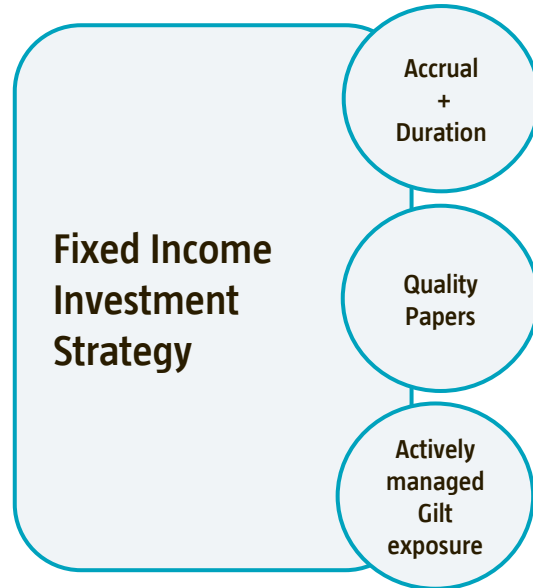 Accrual
+
Duration
Fixed Income
Investment
Strategy
Quality
Papers
Actively
managed
Gilt
exposure